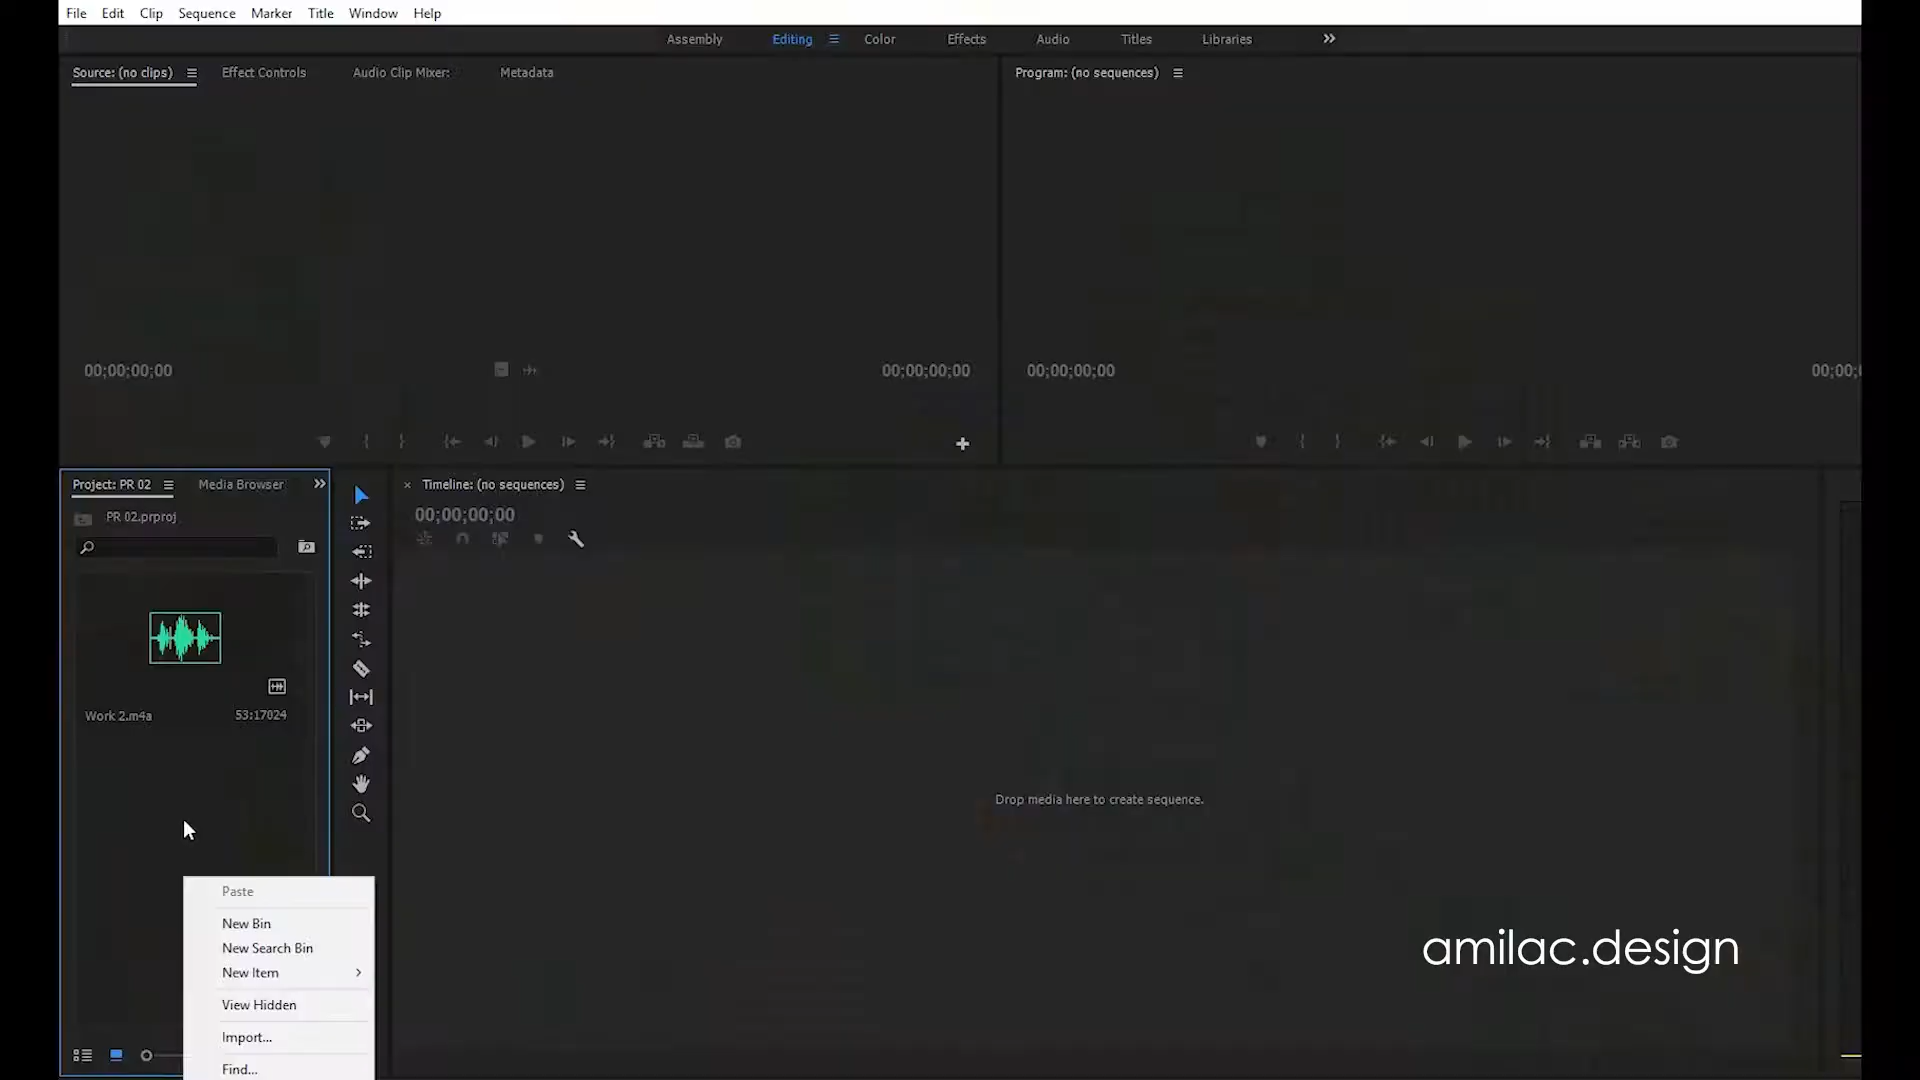 File Edit Clip Sequence Marker Title Window Help
Assembly Editing Color Effects Audio Titles Libraries
Source: (no clips) Effect Controls Audio Clip Mixer: Metadata
Program: (no sequences)
00;00;00;00 00;00;00;00
00;00;00;00 00;00;
Project: PR 02 Media Browser
PR 02.prproj
Work 2.m4a 53:17024
Timeline: (no sequences)
00;00;00;00
Drop media here to create sequence.
Paste
New Bin
New Search Bin
New Item
View Hidden
Import...
Find...
amilac.design